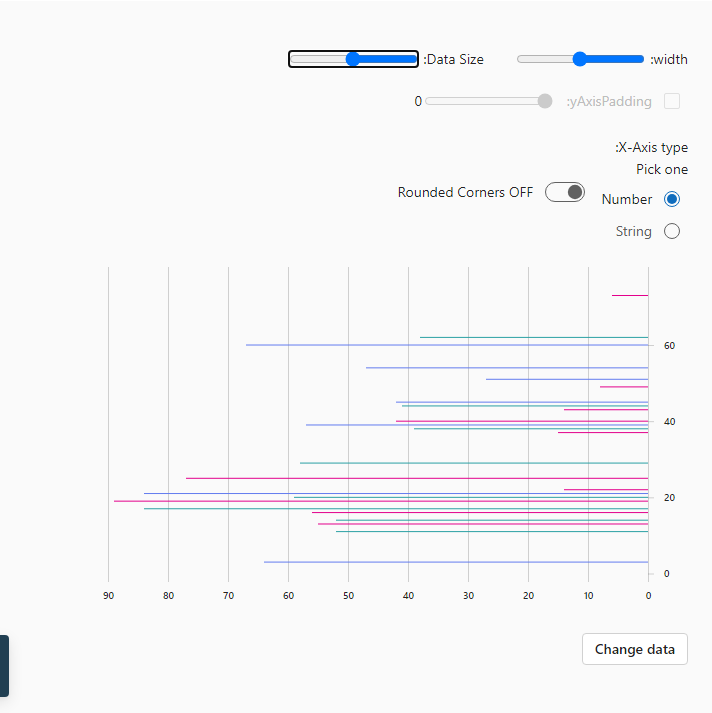 :width
:Data Size
:yAxisPadding
0
:X-Axis type
Pick one
Number
Rounded Corners OFF
String
60
40
20
0
90 80 70 60 50 40 30 20 10 0
Change data